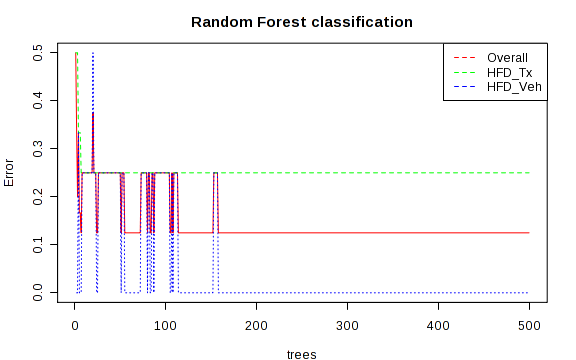 Random Forest classification
Error
0.5
0.4
0.3
0.2
0.1
0.0
Overall
HFD_Tx
HFD_Veh
0 100 200 300 400 500
trees